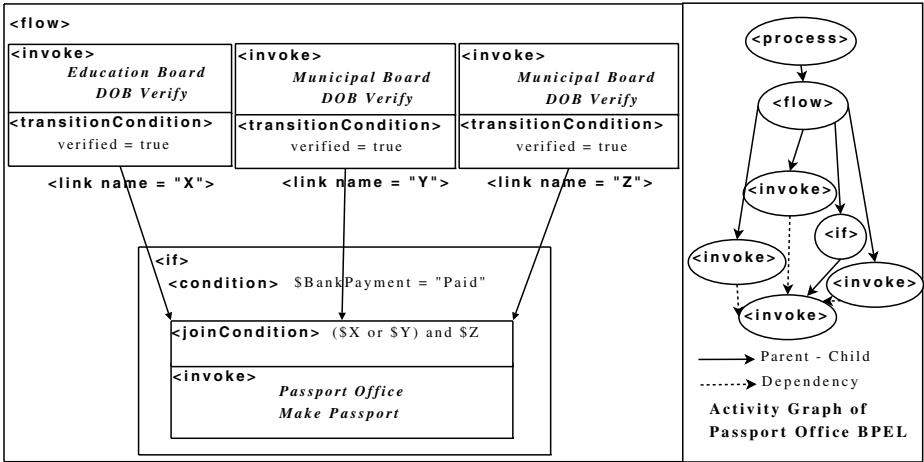 <flow>
<invoke>
Education Board
DOB Verify
<transitionCondition>
verified = true
<link name = "X">
<invoke>
Municipal Board
DOB Verify
<transitionCondition>
verified = true
<link name = "Y">
<invoke>
Municipal Board
DOB Verify
<transitionCondition>
verified = true
<link name = "Z">
<if>
<condition> $BankPayment = "Paid"
<joinCondition> ($X or $Y) and $Z
<invoke>
Passport Office
Make Passport
<process>
<flow>
<invoke>
<if>
<invoke>
<invoke>
<invoke>
Parent - Child
Dependency
Activity Graph of
Passport Office BPEL